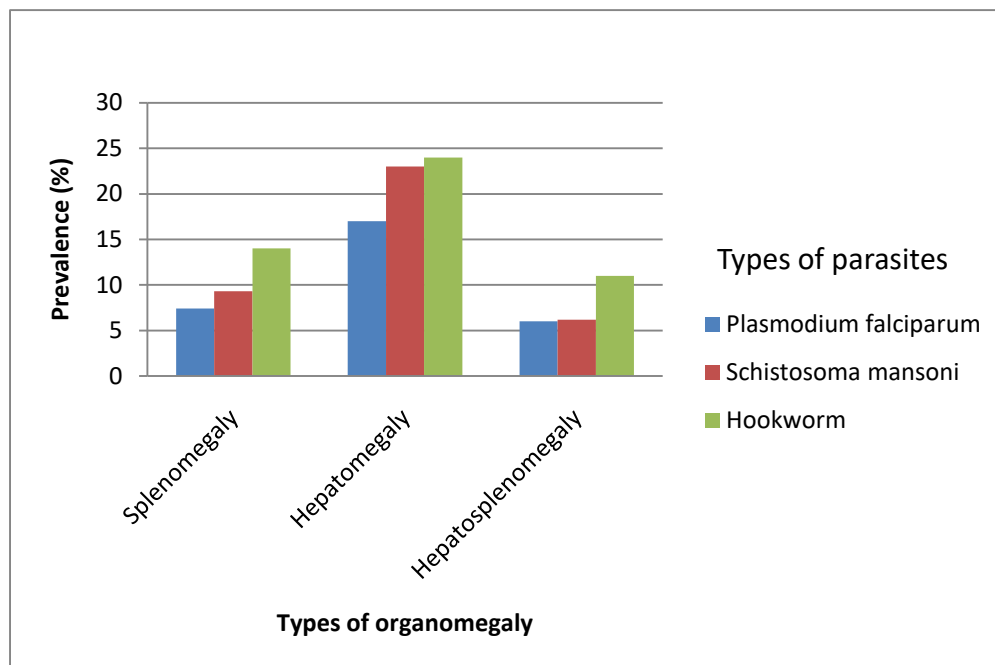 30
25
20
15
10
5
0
Prevalence (%)
Splenomegaly
Hepatomegaly
Hepatosplenomegaly
Types of organomegaly
Types of parasites
Plasmodium falciparum
Schistosoma mansoni
Hookworm